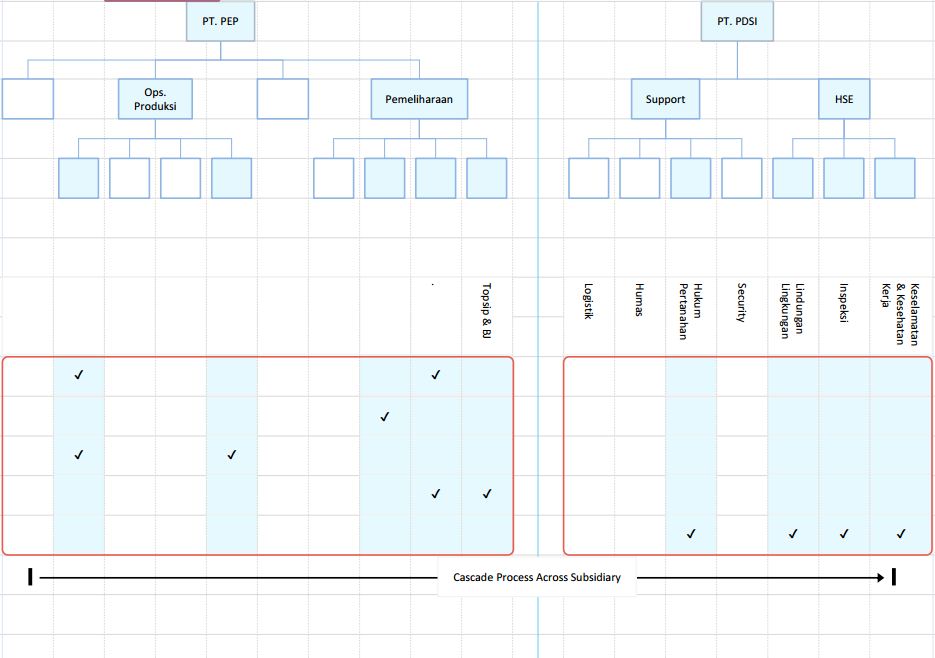 PT. PEP
PT. PDSI
Ops.
Produksi
Pemeliharaan
Support
HSE
.
Topsip & BJ
Logistik
Humas
Hukum
Pertanahan
Security
Lindungan
Lingkungan
Inspeksi
Keselamatan
& Kesehatan
Kerja
✓ ✓
✓
✓ ✓
✓ ✓
✓ ✓ ✓ ✓
Cascade Process Across Subsidiary